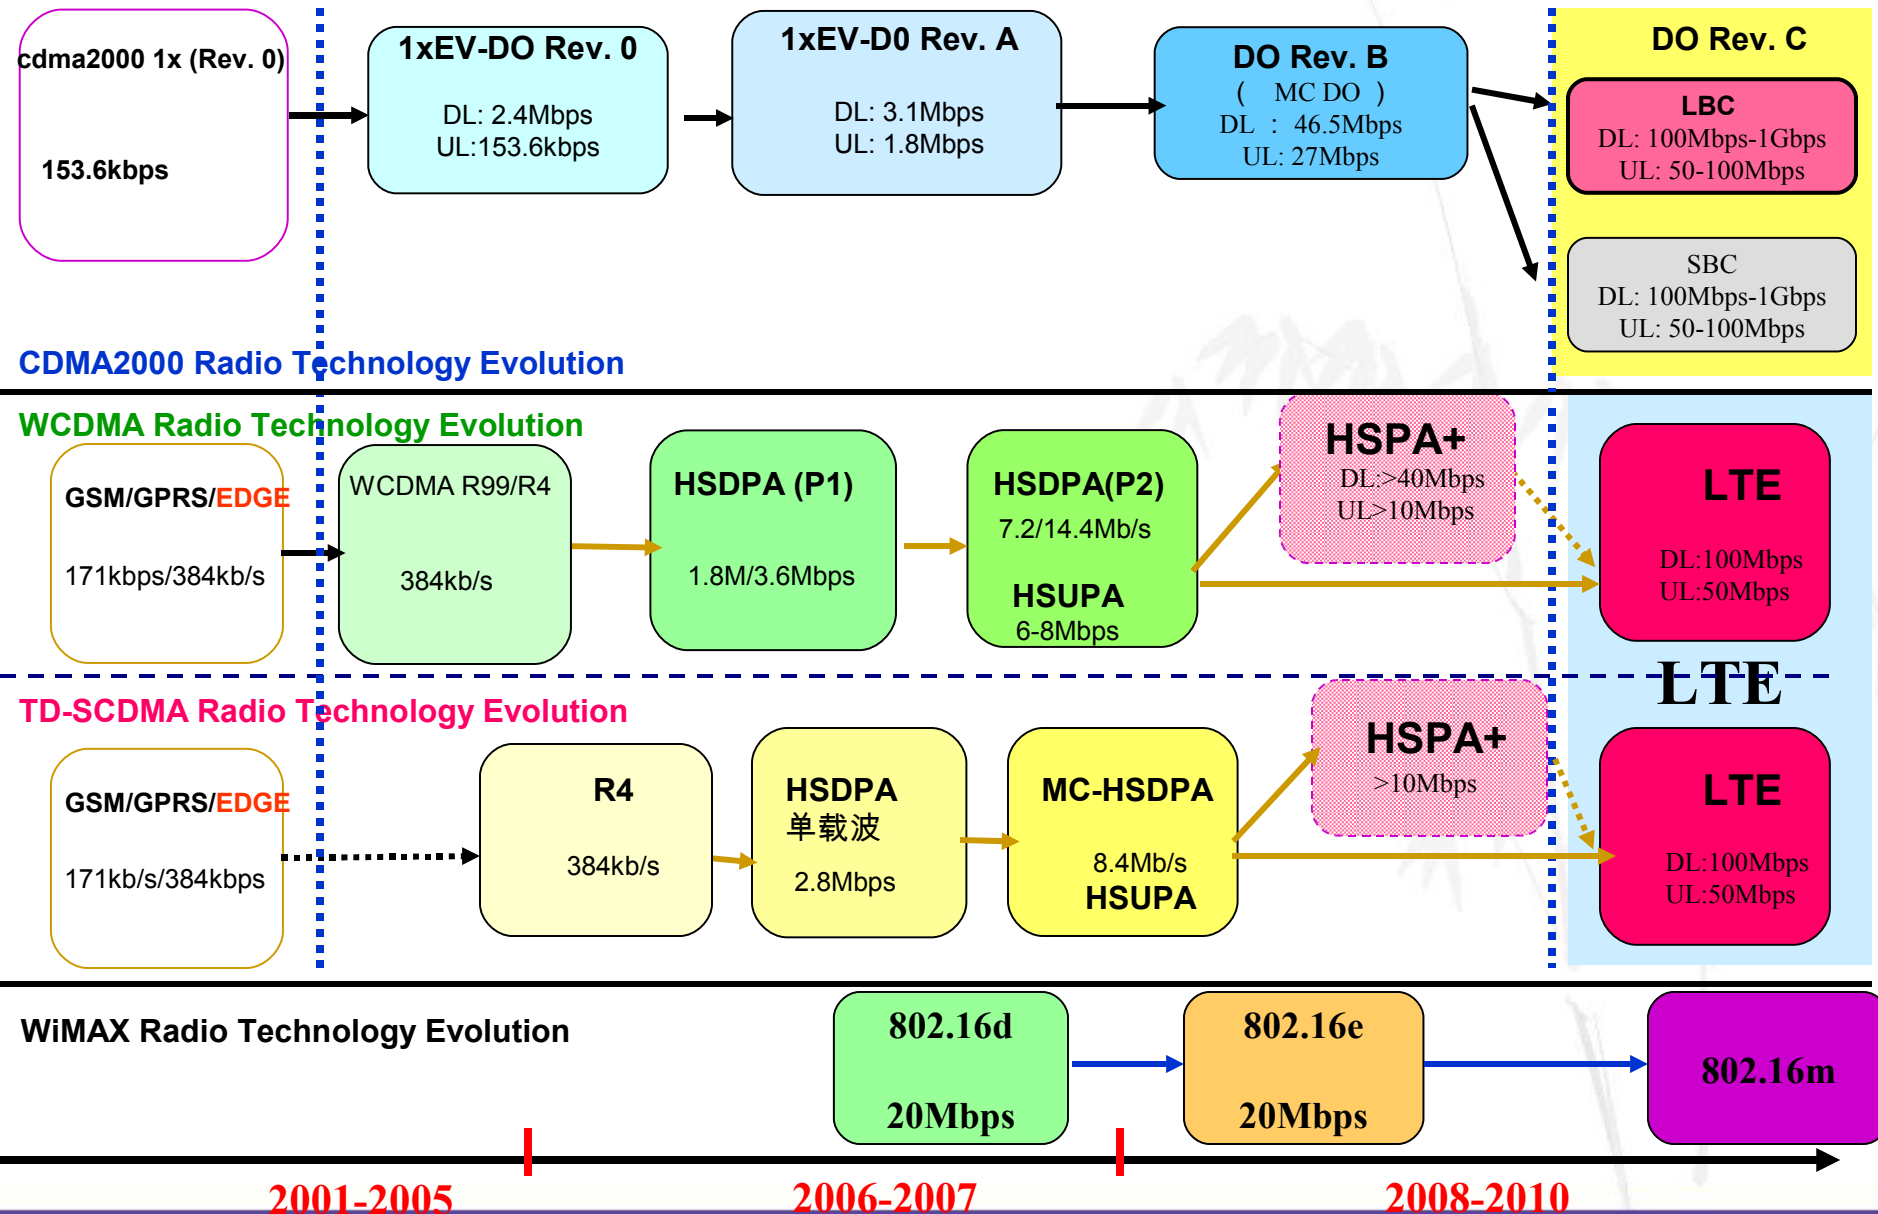 cdma2000 1x (Rev. 0)
153.6kbps
1xEV-DO Rev. 0
DL: 2.4Mbps
UL:153.6kbps
1xEV-D0 Rev. A
DL: 3.1Mbps
UL: 1.8Mbps
DO Rev. B
( MC DO )
DL : 46.5Mbps
UL: 27Mbps
DO Rev. C
LBC
DL: 100Mbps-1Gbps
UL: 50-100Mbps
SBC
DL: 100Mbps-1Gbps
UL: 50-100Mbps
CDMA2000 Radio Technology Evolution
WCDMA Radio Technology Evolution
GSM/GPRS/EDGE
171kbps/384kb/s
WCDMA R99/R4
384kb/s
HSDPA (P1)
1.8M/3.6Mbps
HSDPA(P2)
7.2/14.4Mb/s
HSUPA
6-8Mbps
HSPA+
DL:>40Mbps
UL>10Mbps
LTE
DL:100Mbps
UL:50Mbps
LTE
TD-SCDMA Radio Technology Evolution
GSM/GPRS/EDGE
171kb/s/384kbps
R4
384kb/s
HSDPA
单载波
2.8Mbps
MC-HSDPA
8.4Mb/s
HSUPA
HSPA+
>10Mbps
LTE
DL:100Mbps
UL:50Mbps
WiMAX Radio Technology Evolution
802.16d
20Mbps
802.16e
20Mbps
802.16m
2001-2005
2006-2007
2008-2010